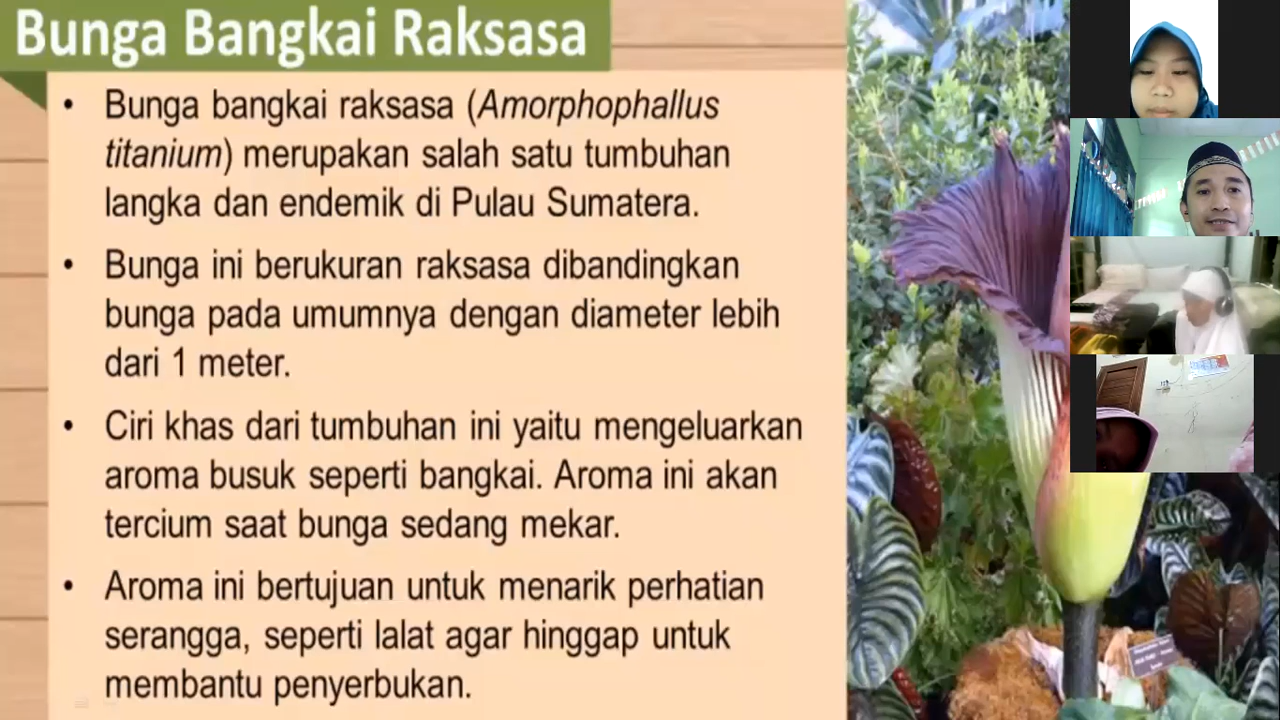 Bunga Bangkai Raksasa
• Bunga bangkai raksasa (Amorphophallus
titanium) merupakan salah satu tumbuhan
langka dan endemik di Pulau Sumatera.
• Bunga ini berukuran raksasa dibandingkan
bunga pada umumnya dengan diameter lebih
dari 1 meter.
• Ciri khas dari tumbuhan ini yaitu mengeluarkan
aroma busuk seperti bangkai. Aroma ini akan
tercium saat bunga sedang mekar.
• Aroma ini bertujuan untuk menarik perhatian
serangga, seperti lalat agar hinggap untuk
membantu penyerbukan.